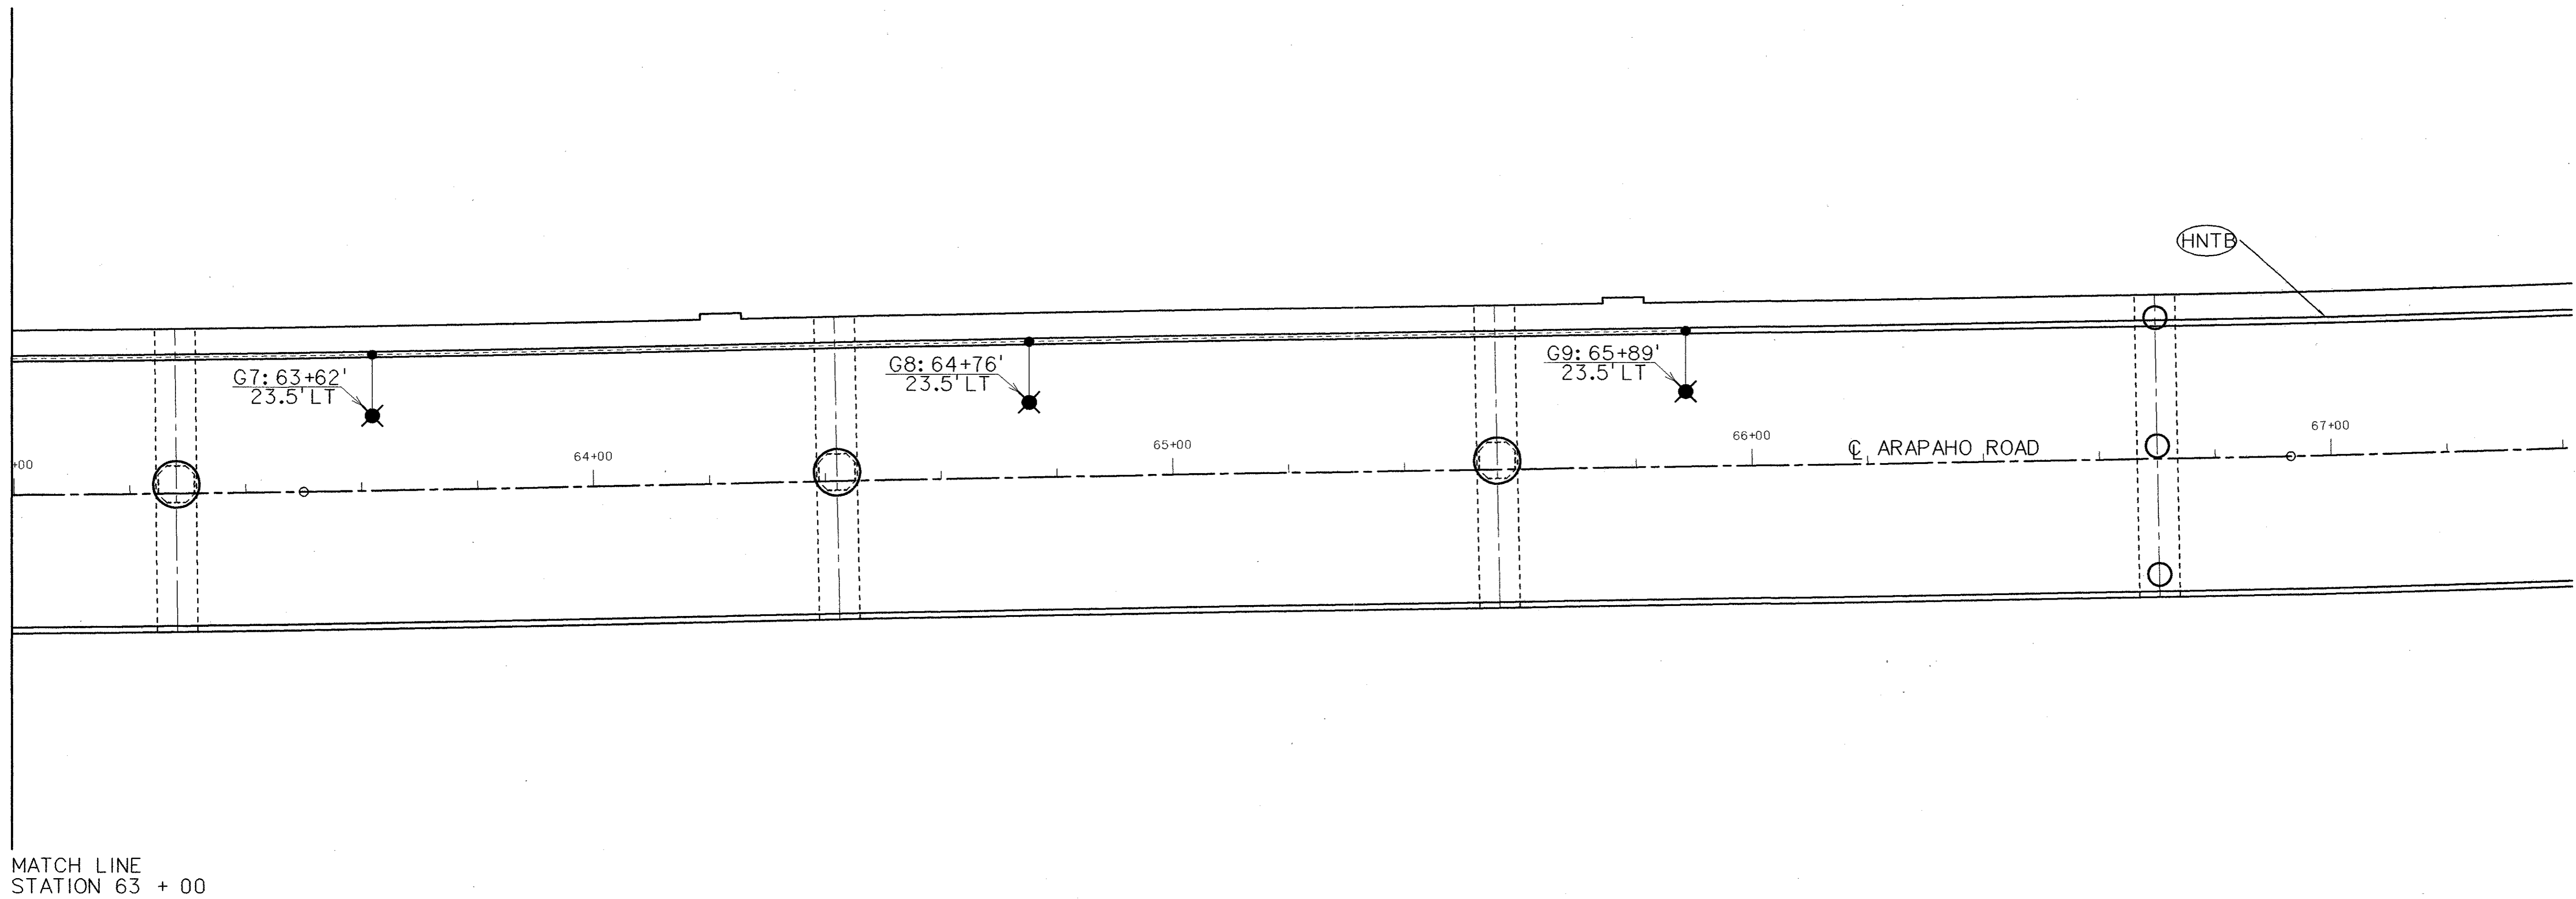 HNTB
G7: 63+62'
23.5'LT
G8: 64+76'
23.5'LT
G9: 65+89'
23.5'LT
+00
64+00
65+00
66+00
℄ ARAPAHO ROAD
67+00
MATCH LINE
STATION 63 + 00